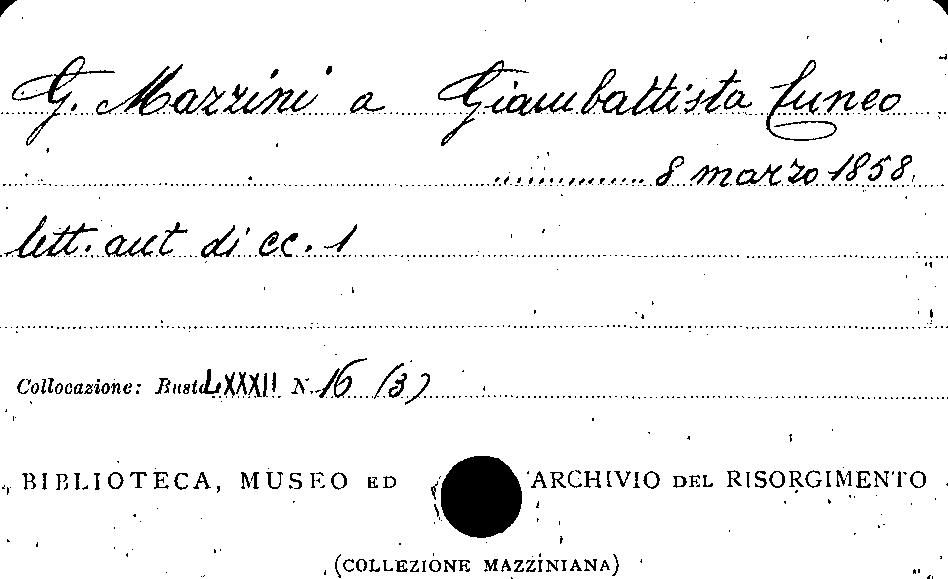 G. Mazzini a Giambattista Cuneo
............... 8 marzo 1858.
lett. aut di cc. 1
Collocazione: Busta LXXXII N. 16 (3)
BIBLIOTECA, MUSEO ED ARCHIVIO DEL RISORGIMENTO
(COLLEZIONE MAZZINIANA)